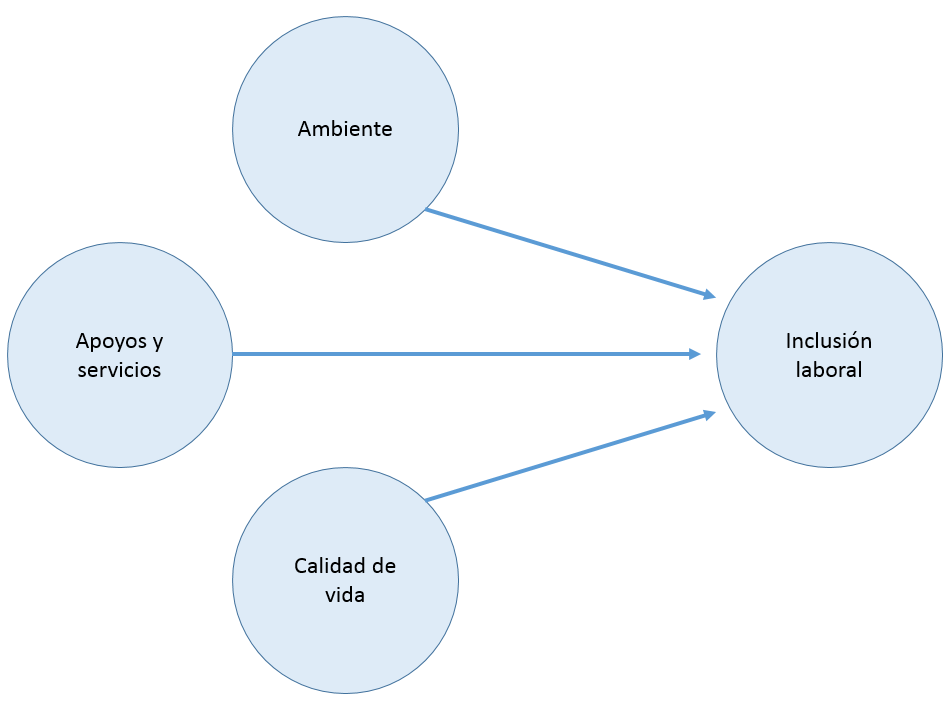 Ambiente
Apoyos y
servicios
Inclusión
laboral
Calidad de
vida